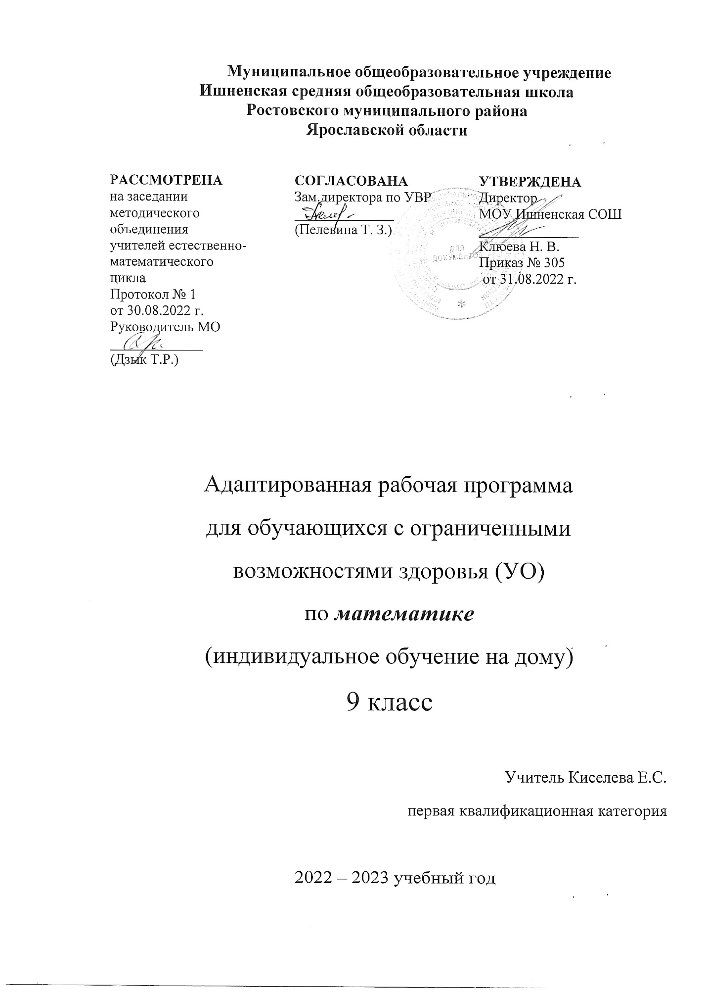 Муниципальное общеобразовательное учреждение
Ишненская средняя общеобразовательная школа
Ростовского муниципального района
Ярославской области
РАССМОТРЕНА
на заседании
методического
объединения
учителей естественно-
математического
цикла
Протокол № 1
от 30.08.2022 г.
Руководитель МО
(Дзык Т.Р.)
СОГЛАСОВАНА
Зам.директора по УВР
(Пелевина Т. З.)
ДЛЯ
ДОКУМЕНТОВ
УТВЕРЖДЕНА
Директор
МОУ Ишненская СОШ
Клюева Н. В.
Приказ № 305
от 31.08.2022 г.
Адаптированная рабочая программа
для обучающихся с ограниченными
возможностями здоровья (УО)
по математике
(индивидуальное обучение на дому)
9 класс
Учитель Киселева Е.С.
первая квалификационная категория
2022 – 2023 учебный год